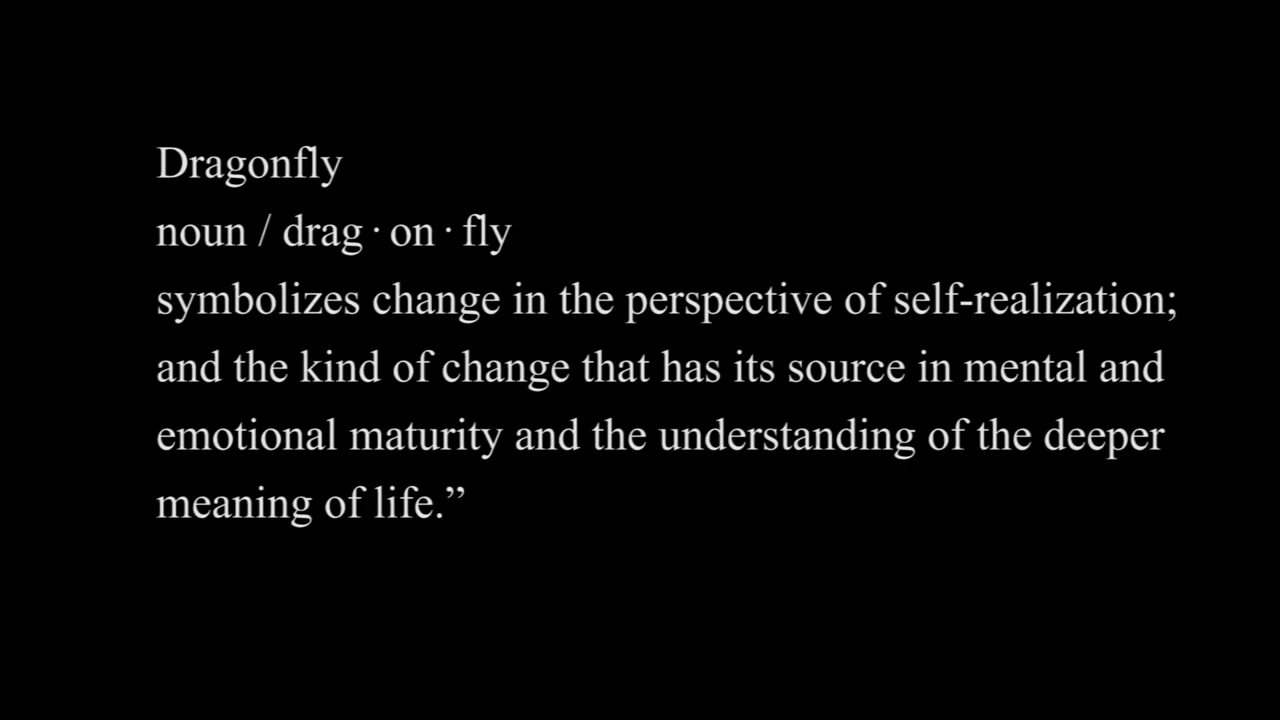 Dragonfly
noun / drag · on · fly
symbolizes change in the perspective of self-realization;
and the kind of change that has its source in mental and
emotional maturity and the understanding of the deeper
meaning of life.”